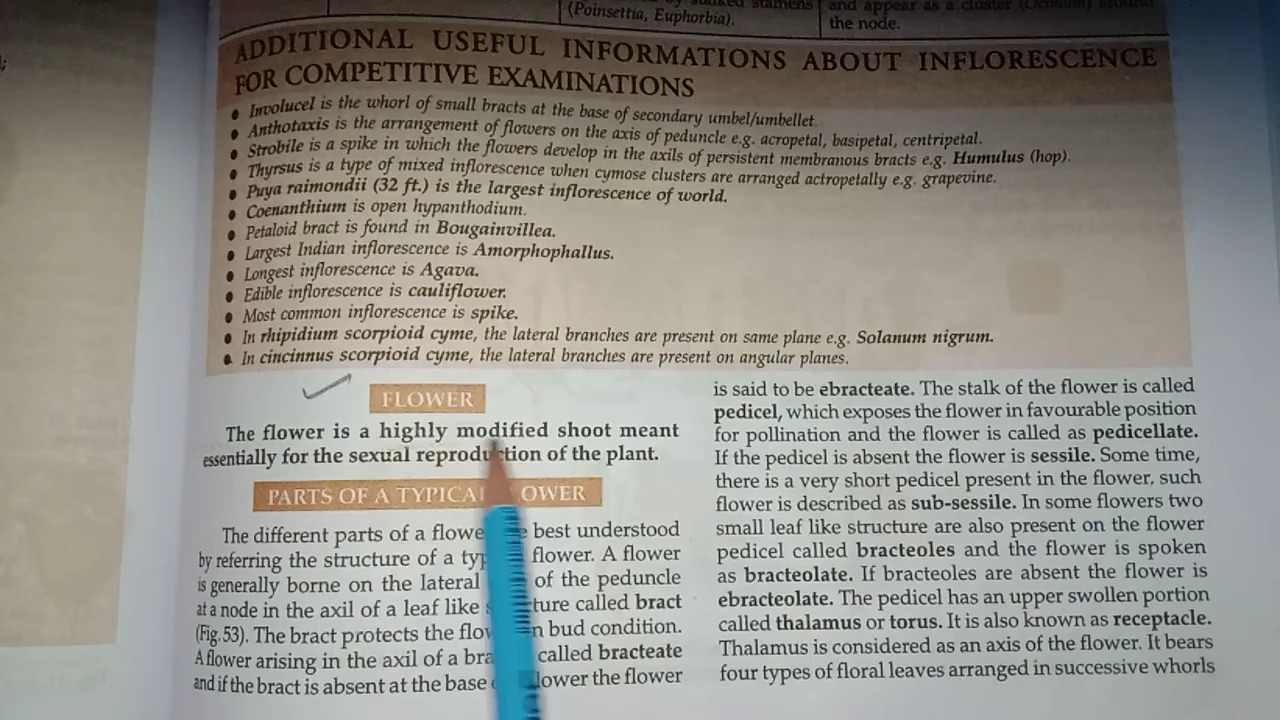 (Poinsettia, Euphorbia).
and appear as a cluster (Ocimum) around
the node.
ADDITIONAL USEFUL INFORMATIONS ABOUT INFLORESCENCE
FOR COMPETITIVE EXAMINATIONS
• Involucel is the whorl of small bracts at the base of secondary umbel/umbellet.
• Anthotaxis is the arrangement of flowers on the axis of peduncle e.g. acropetal, basipetal, centripetal.
• Strobile is a spike in which the flowers develop in the axils of persistent membranous bracts e.g. Humulus (hop).
• Thyrsus is a type of mixed inflorescence when cymose clusters are arranged actropetally e.g. grapevine.
• Puya raimondii (32 ft.) is the largest inflorescence of world.
• Coenanthium is open hypanthodium.
• Petaloid bract is found in Bougainvillea.
• Largest Indian inflorescence is Amorphophallus.
• Longest inflorescence is Agava.
• Edible inflorescence is cauliflower.
• Most common inflorescence is spike.
• In rhipidium scorpioid cyme, the lateral branches are present on same plane e.g. Solanum nigrum.
• In cincinnus scorpioid cyme, the lateral branches are present on angular planes.
FLOWER
The flower is a highly modified shoot meant
essentially for the sexual reproduction of the plant.
PARTS OF A TYPICAL OWER
The different parts of a flowe best understood
by referring the structure of a ty flower. A flower
is generally borne on the lateral of the peduncle
at a node in the axil of a leaf like ture called bract
(Fig. 53). The bract protects the flo n bud condition.
A flower arising in the axil of a bra called bracteate
and if the bract is absent at the base lower the flower
is said to be ebracteate. The stalk of the flower is called
pedicel, which exposes the flower in favourable position
for pollination and the flower is called as pedicellate.
If the pedicel is absent the flower is sessile. Some time,
there is a very short pedicel present in the flower, such
flower is described as sub-sessile. In some flowers two
small leaf like structure are also present on the flower
pedicel called bracteoles and the flower is spoken
as bracteolate. If bracteoles are absent the flower is
ebracteolate. The pedicel has an upper swollen portion
called thalamus or torus. It is also known as receptacle.
Thalamus is considered as an axis of the flower. It bears
four types of floral leaves arranged in successive whorls